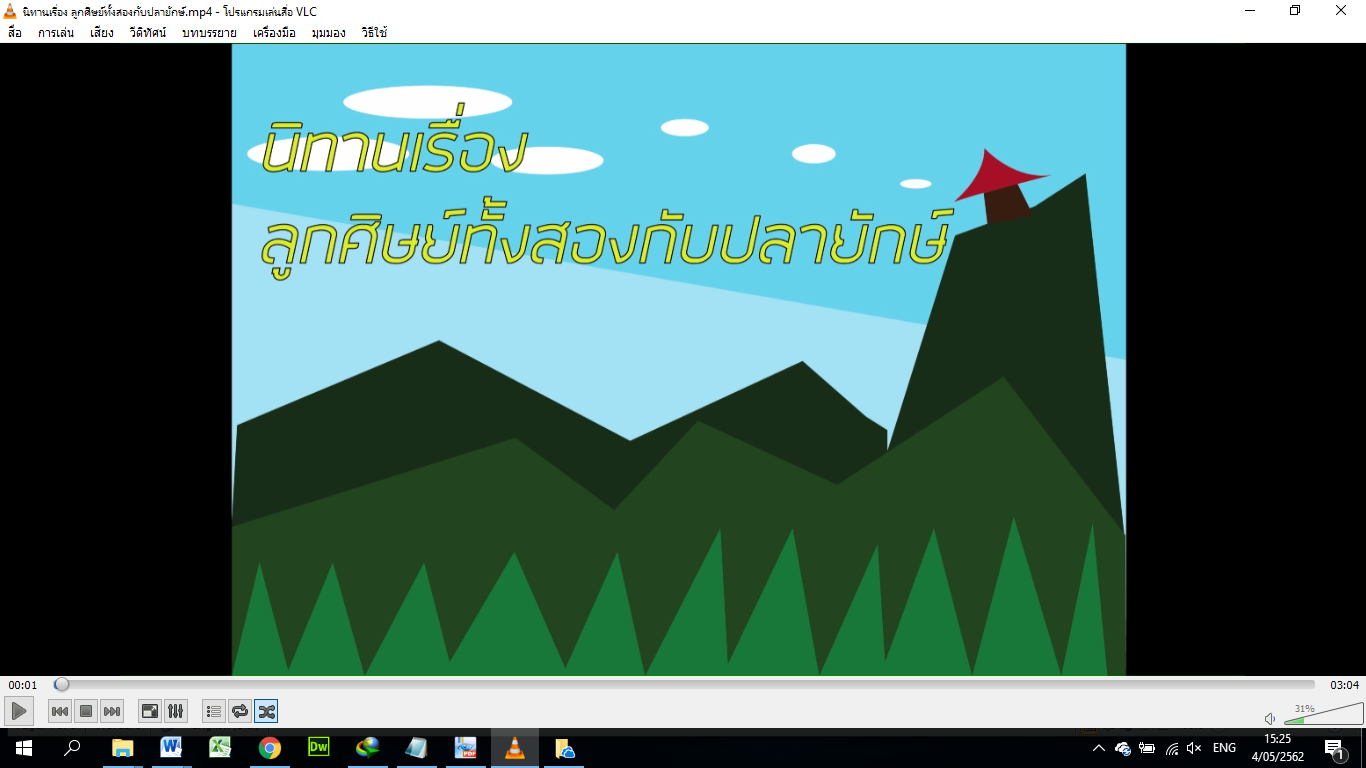 นิทานเรื่อง ลูกศิษย์ทั้งสองกับปลายักษ์.mp4 - โปรแกรมเล่นสื่อ VLC
สื่อ การเล่น เสียง วีดิทัศน์ บทบรรยาย เครื่องมือ มุมมอง วิธีใช้
นิทานเรื่อง
ลูกศิษย์ทั้งสองกับปลายักษ์
00:01 03:04
31%
W X Dw PDF ENG 15:25
4/05/2562 1